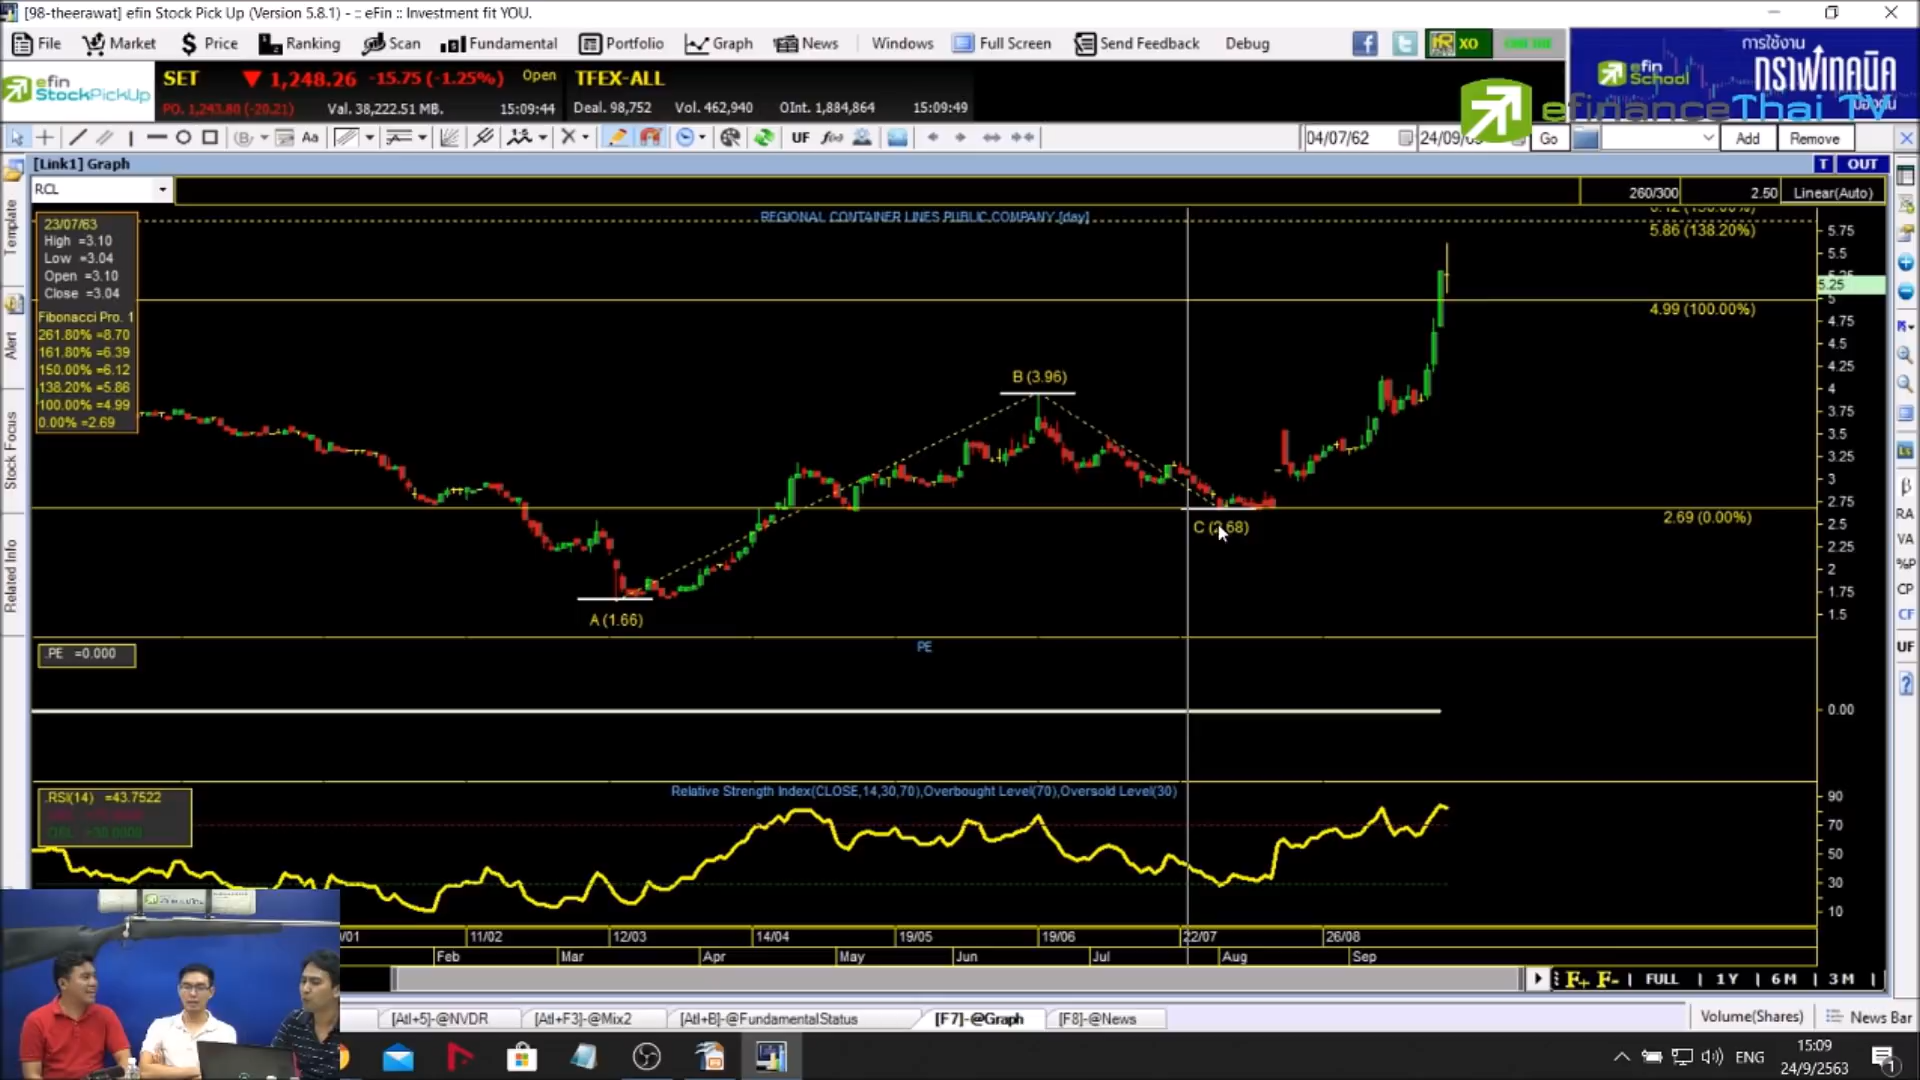 [98-theerawat] efin Stock Pick Up (Version 5.8.1) - :: eFin :: Investment fit YOU.
File Market Price Ranking Scan Fundamental Portfolio Graph News Windows Full Screen Send Feedback Debug
XO
efin StockPickUp
SET ▼ 1,248.26 -15.75 (-1.25%) Open
PO. 1,243.80 (-20.21) Val. 38,222.51 MB. 15:09:44
TFEX-ALL
Deal. 98,752 Vol. 462,940 OInt. 1,884,864 15:09:49
efin School
การใช้งาน
กราฟเทคนิค
efinanceThai TV
Aa UF f(x) 04/07/62 24/09/6 Go Add Remove
[Link1] Graph T OUT
RCL 260/300 2.50 Linear(Auto)
REGIONAL CONTAINER LINES PUBLIC COMPANY [day]
23/07/63
High =3.10
Low =3.04
Open =3.10
Close =3.04
Fibonacci Pro. 1
261.80% =8.70
161.80% =6.39
150.00% =6.12
138.20% =5.86
100.00% =4.99
0.00% =2.69
6.12 (150.00%)
5.86 (138.20%)
4.99 (100.00%)
2.69 (0.00%)
B (3.96)
C (2.68)
A (1.66)
5.75
5.5
5.25
5.25
5
4.75
4.5
4.25
4
3.75
3.5
3.25
3
2.75
2.5
2.25
2
1.75
1.5
.PE =0.000
PE
0.00
.RSI(14) =43.7522
Relative Strength Index(CLOSE,14,30,70),Overbought Level(70),Oversold Level(30)
90
70
50
30
10
/01 11/02 12/03 14/04 19/05 19/06 22/07 26/08
Feb Mar Apr May Jun Jul Aug Sep
F+ F- FULL 1Y 6M 3M
Template
Alert
Stock Focus
Related Info
β
RA
VA
%P
CP
CF
UF
[Atl+5]-@NVDR [Atl+F3]-@Mix2 [Atl+B]-@FundamentalStatus [F7]-@Graph [F8]-@News Volume(Shares) News Bar
ENG
15:09
24/9/2563
1